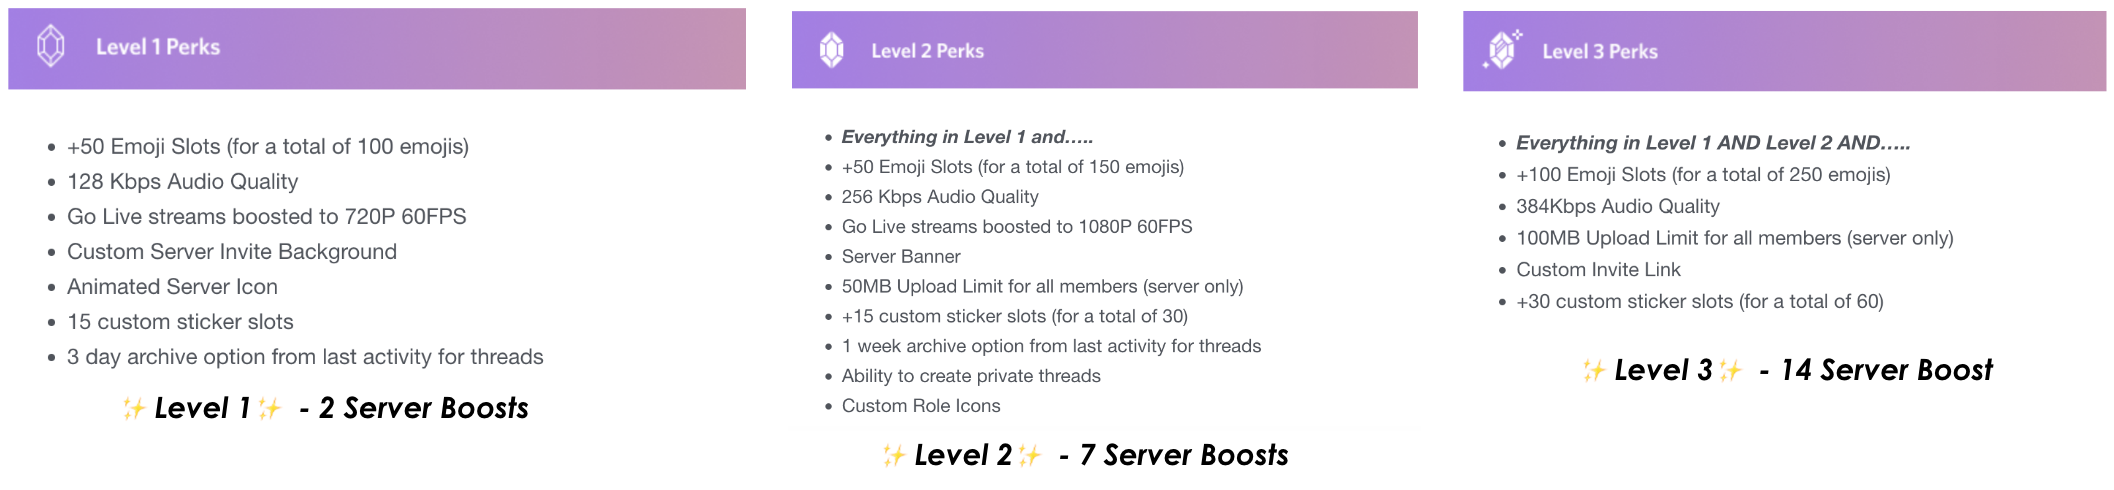 Level 1 Perks
• +50 Emoji Slots (for a total of 100 emojis)
• 128 Kbps Audio Quality
• Go Live streams boosted to 720P 60FPS
• Custom Server Invite Background
• Animated Server Icon
• 15 custom sticker slots
• 3 day archive option from last activity for threads
✨ Level 1✨ - 2 Server Boosts
Level 2 Perks
• Everything in Level 1 and.....
• +50 Emoji Slots (for a total of 150 emojis)
• 256 Kbps Audio Quality
• Go Live streams boosted to 1080P 60FPS
• Server Banner
• 50MB Upload Limit for all members (server only)
• +15 custom sticker slots (for a total of 30)
• 1 week archive option from last activity for threads
• Ability to create private threads
• Custom Role Icons
✨ Level 2✨ - 7 Server Boosts
Level 3 Perks
• Everything in Level 1 AND Level 2 AND.....
• +100 Emoji Slots (for a total of 250 emojis)
• 384Kbps Audio Quality
• 100MB Upload Limit for all members (server only)
• Custom Invite Link
• +30 custom sticker slots (for a total of 60)
✨ Level 3✨ - 14 Server Boost